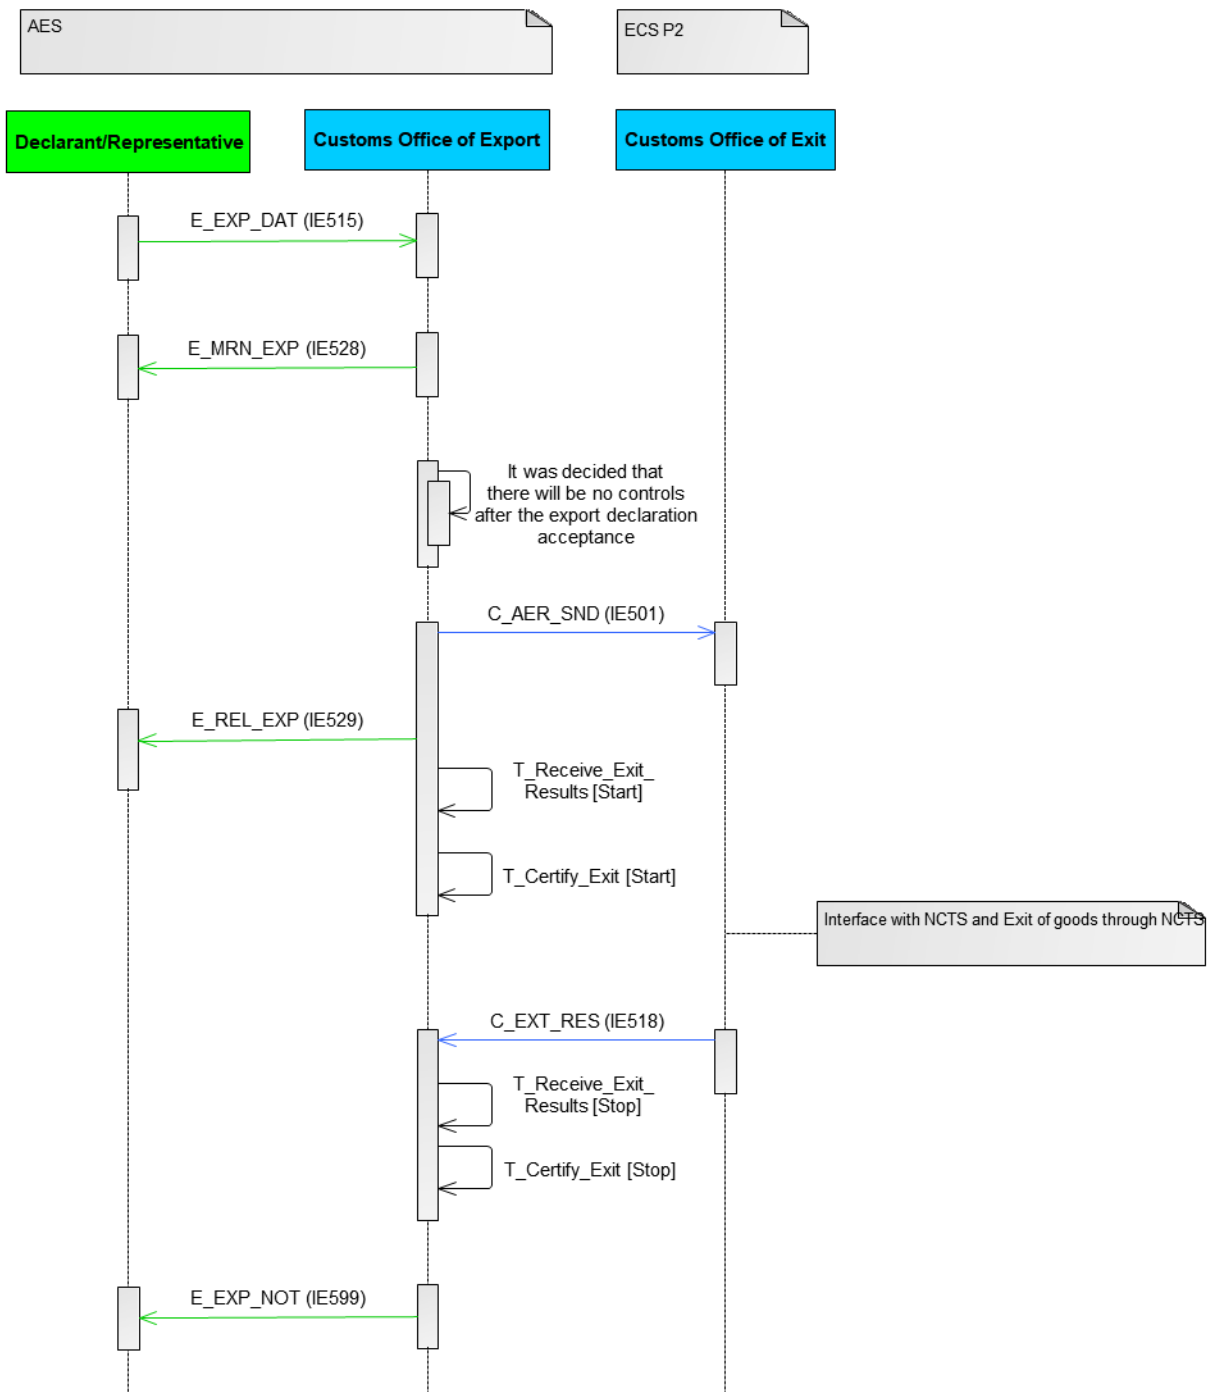 AES
ECS P2
Declarant/Representative
Customs Office of Export
Customs Office of Exit
E_EXP_DAT (IE515)
E_MRN_EXP (IE528)
It was decided that
there will be no controls
after the export declaration
acceptance
C_AER_SND (IE501)
E_REL_EXP (IE529)
T_Receive_Exit_
Results [Start]
T_Certify_Exit [Start]
Interface with NCTS and Exit of goods through NCTS
C_EXT_RES (IE518)
T_Receive_Exit_
Results [Stop]
T_Certify_Exit [Stop]
E_EXP_NOT (IE599)